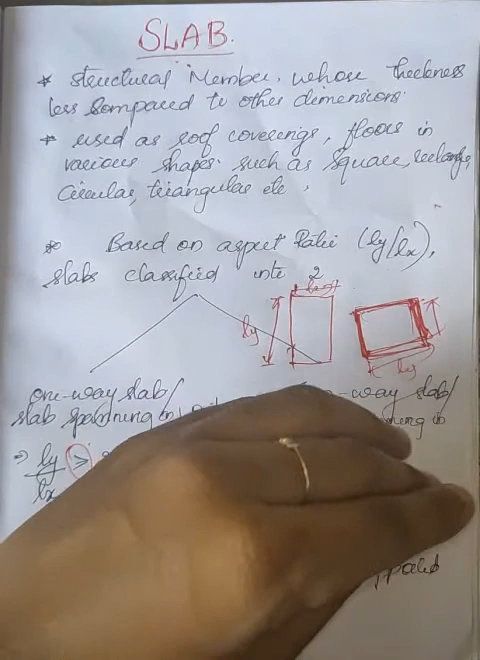 SLAB.
* structural Member, whose thickness
less compared to other dimensions.
* used as roof coverings, floors in
various shapes. such as square, rectangle,
Circular, triangular etc.
* Based on aspect Ratio (ly/lx),
slabs classified into 2
ly
ly
one-way slab/
slab spanning in
-way slab/
ning in
⇒ ly/lx >